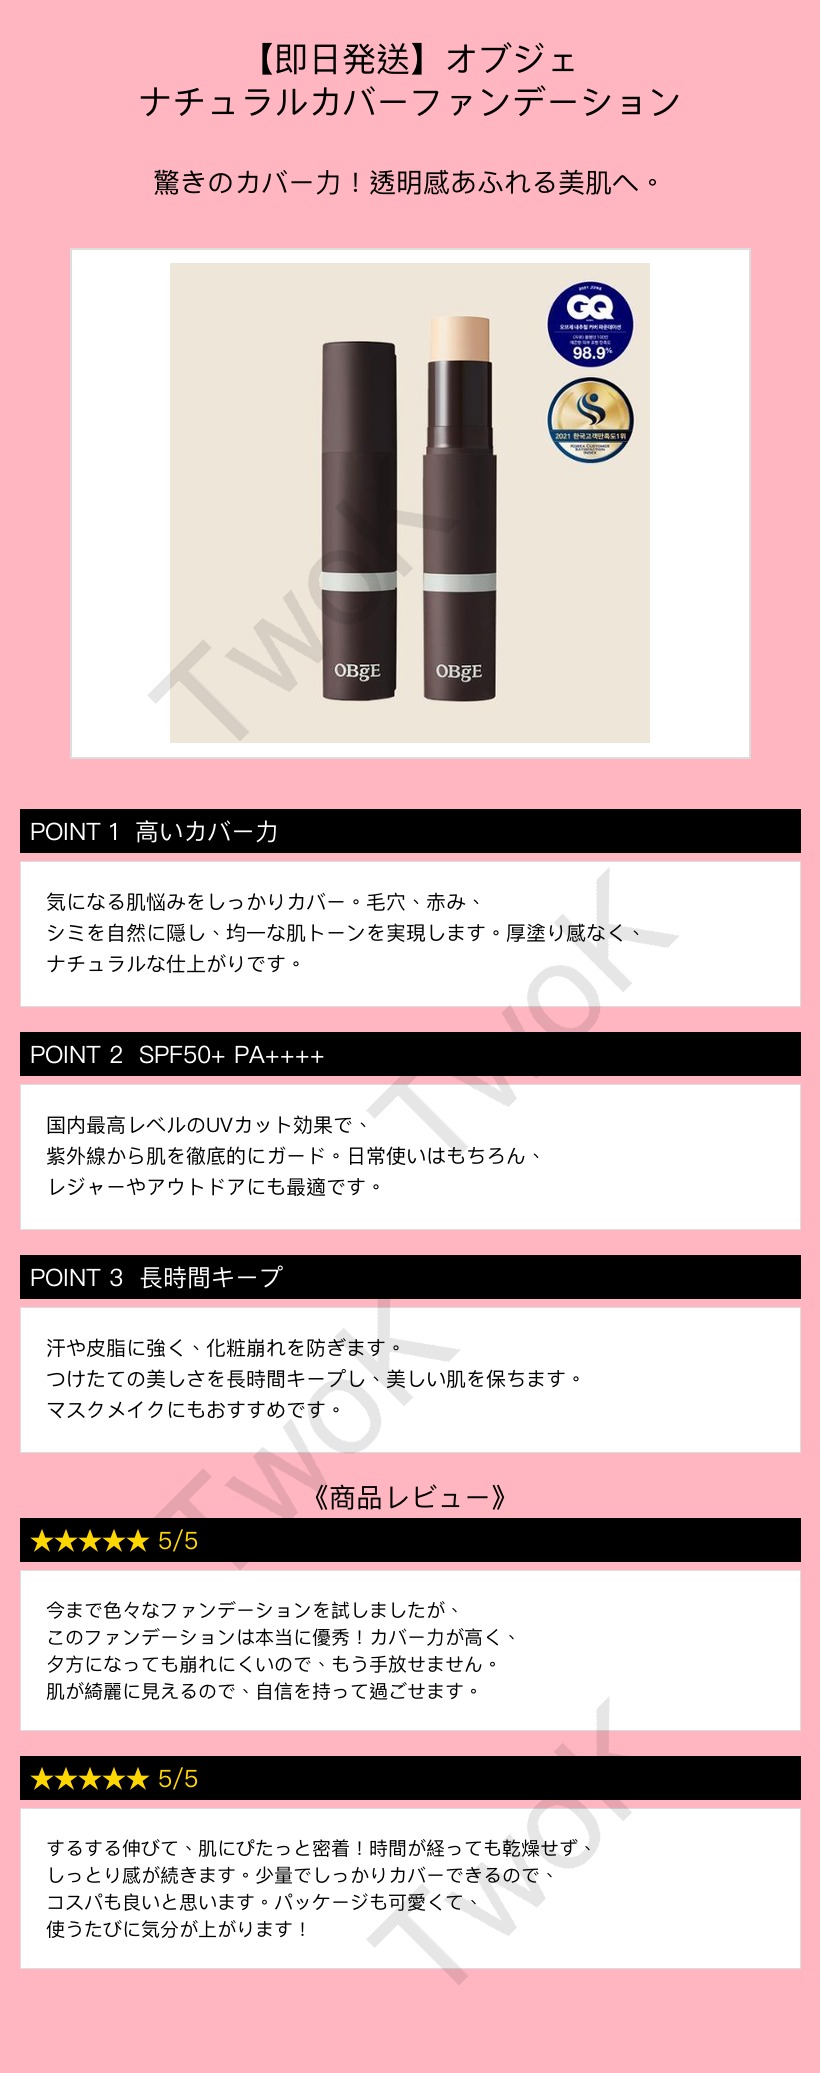 【即日発送】オブジェ
ナチュラルカバーファンデーション
驚きのカバー力！透明感あふれる美肌へ。
GQ
98.9%
2021 한국고객만족도1위
KOREA CUSTOMER
SATISFACTION
INDEX
OBgE
OBgE
TwoK
POINT 1 高いカバー力
気になる肌悩みをしっかりカバー。毛穴、赤み、
シミを自然に隠し、均一な肌トーンを実現します。厚塗り感なく、
ナチュラルな仕上がりです。
TwoK
POINT 2 SPF50+ PA++++
国内最高レベルのUVカット効果で、
紫外線から肌を徹底的にガード。日常使いはもちろん、
レジャーやアウトドアにも最適です。
POINT 3 長時間キープ
汗や皮脂に強く、化粧崩れを防ぎます。
つけたての美しさを長時間キープし、美しい肌を保ちます。
マスクメイクにもおすすめです。
TwoK
《商品レビュー》
★★★★★ 5/5
今まで色々なファンデーションを試しましたが、
このファンデーションは本当に優秀！カバー力が高く、
夕方になっても崩れにくいので、もう手放せません。
肌が綺麗に見えるので、自信を持って過ごせます。
★★★★★ 5/5
するする伸びて、肌にぴたっと密着！時間が経っても乾燥せず、
しっとり感が続きます。少量でしっかりカバーできるので、
コスパも良いと思います。パッケージも可愛くて、
使うたびに気分が上がります！
TwoK